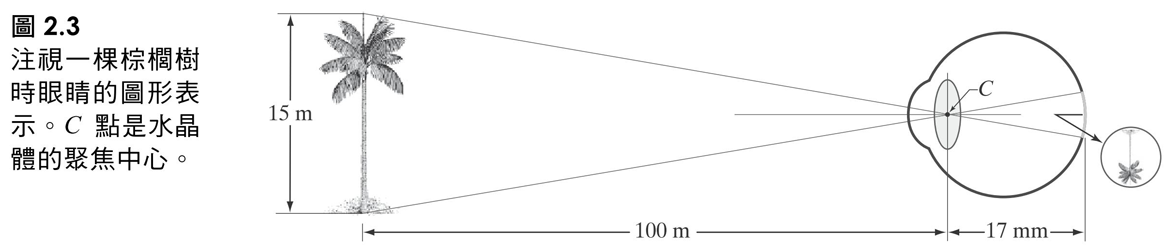 圖 2.3
注視一棵棕櫚樹
時眼睛的圖形表
示。C 點是水晶
體的聚焦中心。
15 m
C
100 m
17 mm